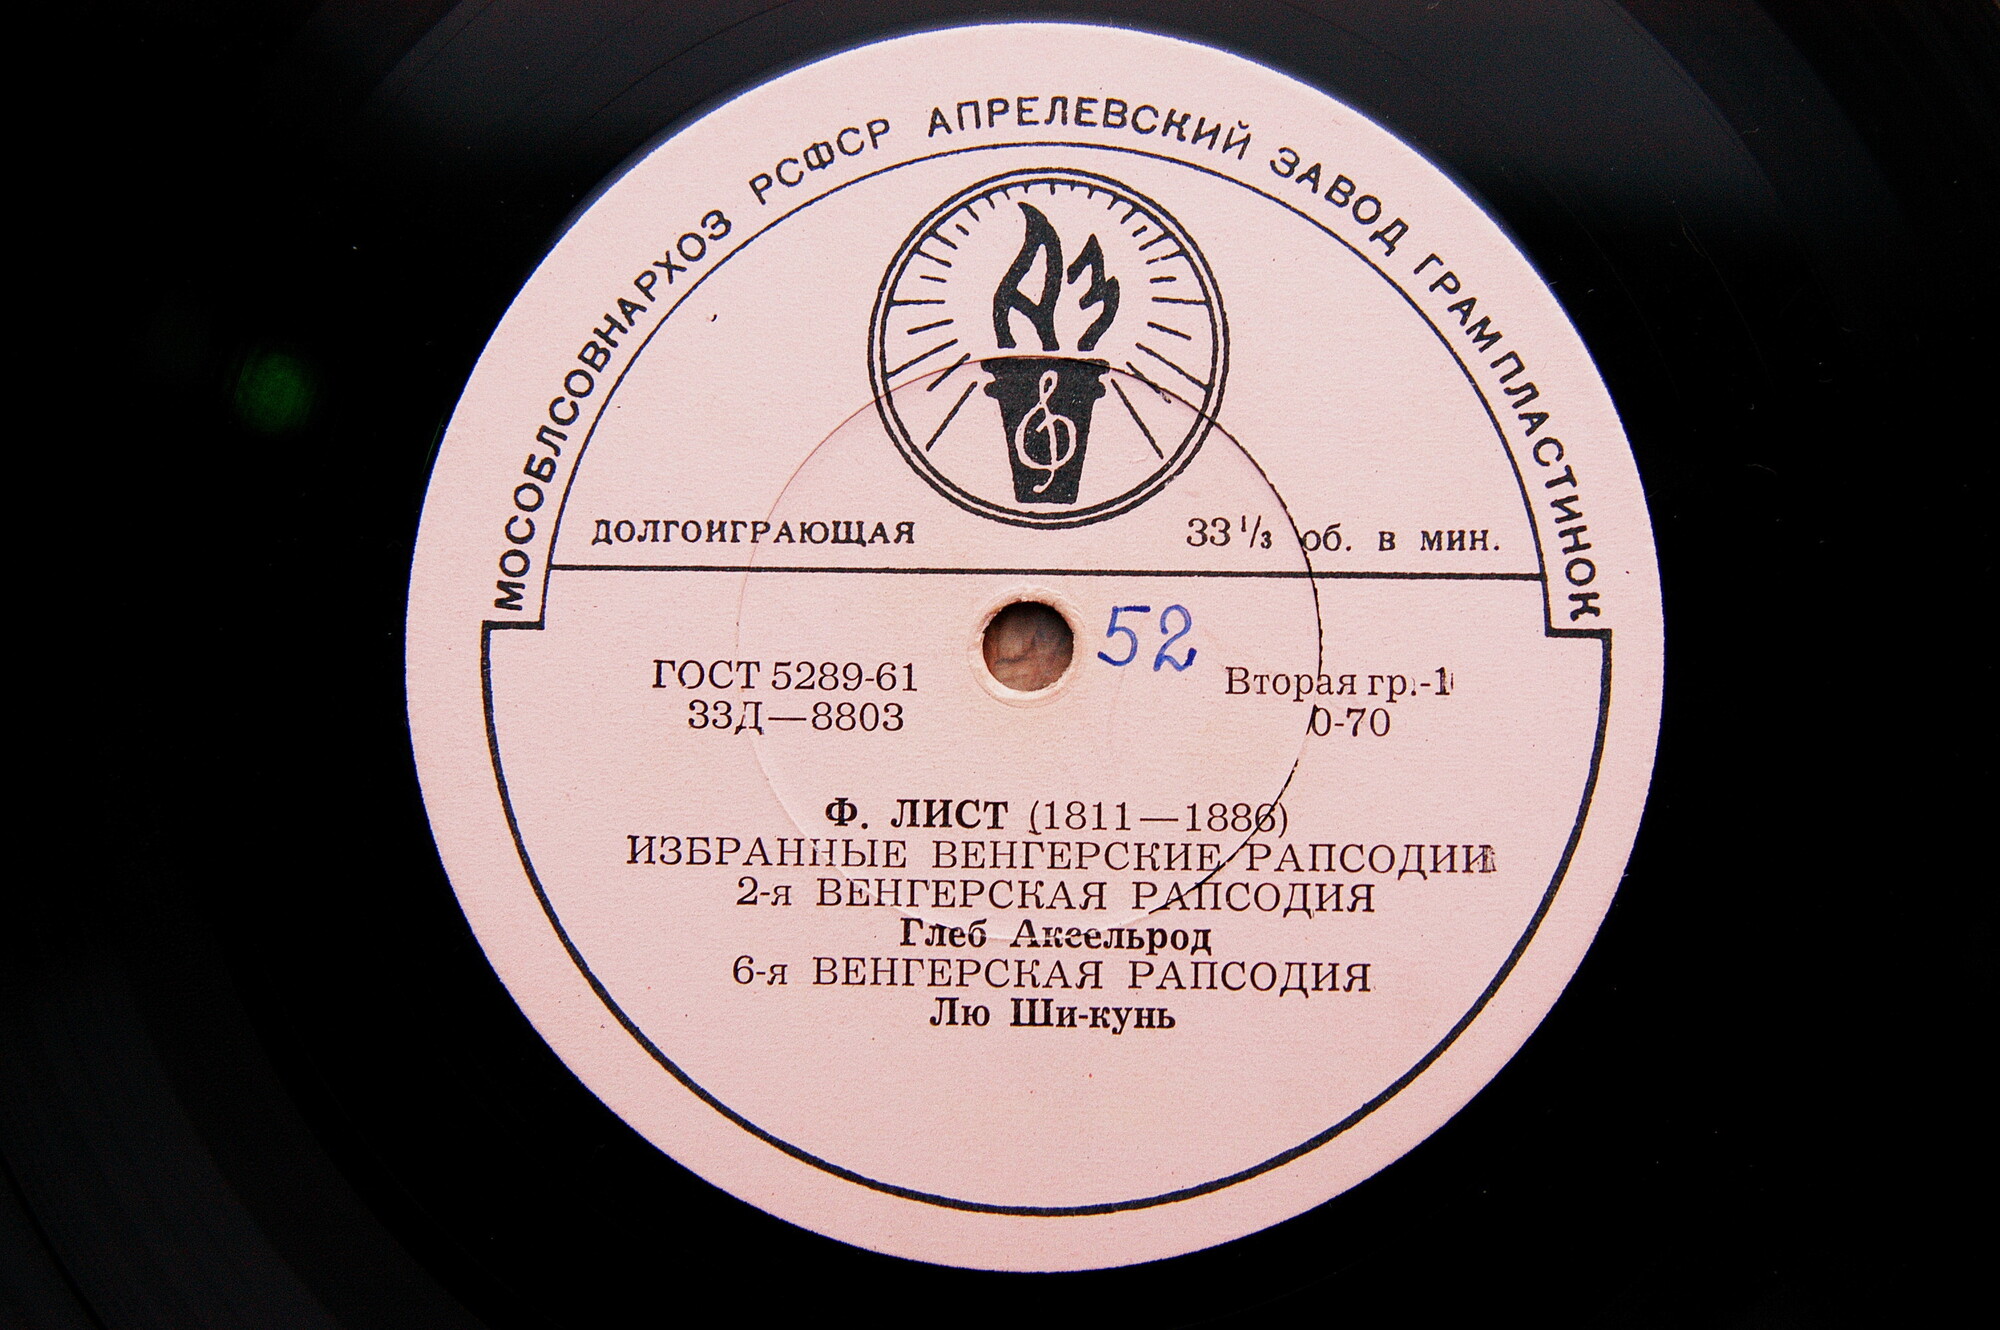 МОСОБЛСОВНАРХОЗ РСФСР АПРЕЛЕВСКИЙ ЗАВОД ГРАМПЛАСТИНОК
АЗ
ДОЛГОИГРАЮЩАЯ 33 1/3 об. в мин.
52
ГОСТ 5289-61 Вторая гр.-1
33Д—8803 0-70
Ф. ЛИСТ (1811—1886)
ИЗБРАННЫЕ ВЕНГЕРСКИЕ РАПСОДИИ
2-я ВЕНГЕРСКАЯ РАПСОДИЯ
Глеб Аксельрод
6-я ВЕНГЕРСКАЯ РАПСОДИЯ
Лю Ши-кунь